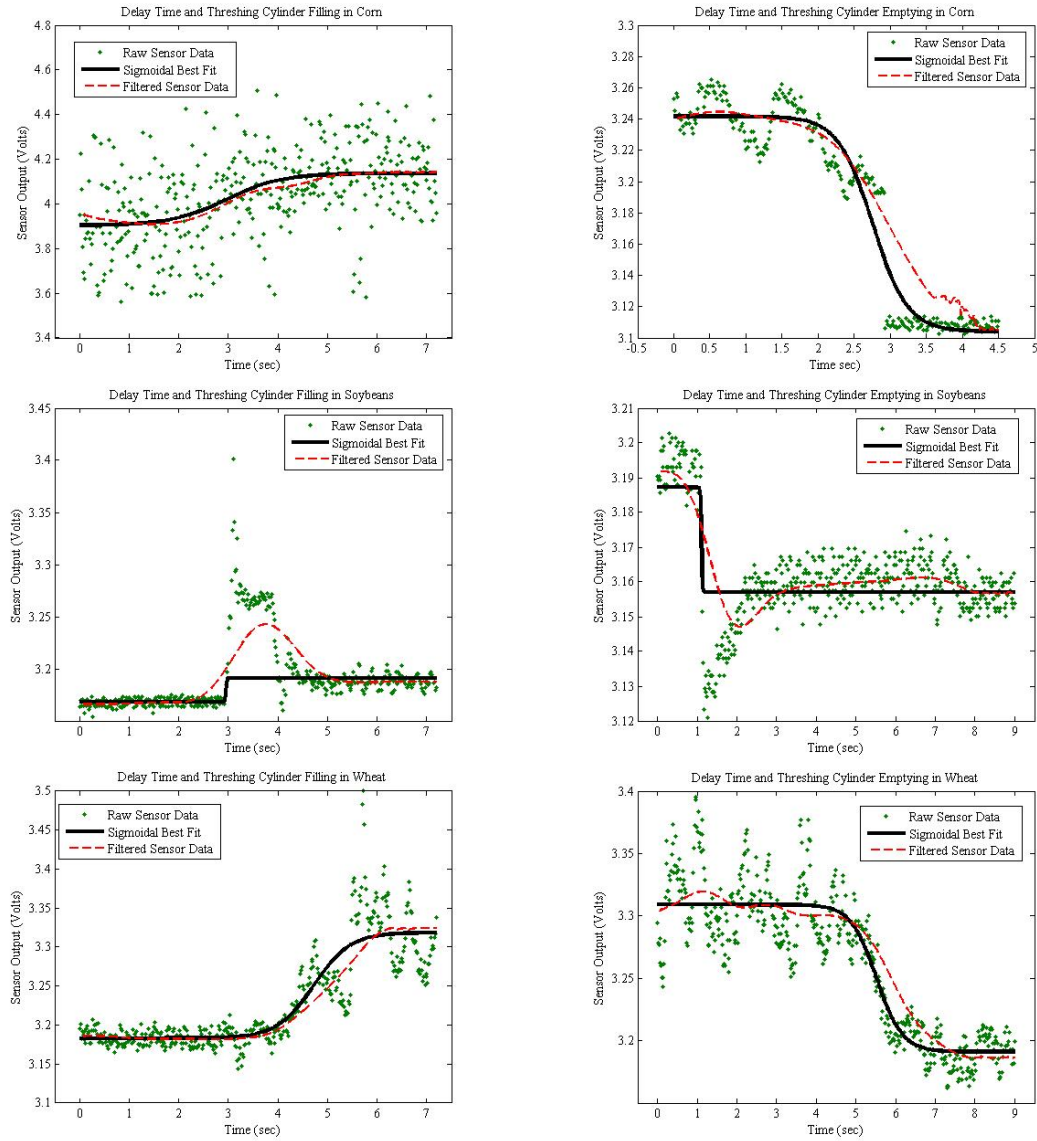 Delay Time and Threshing Cylinder Filling in Corn
4.8
4.6
4.4
4.2
4
3.8
3.6
3.4
Sensor Output (Volts)
Raw Sensor Data
Sigmoidal Best Fit
Filtered Sensor Data
0 1 2 3 4 5 6 7
Time (sec)
Delay Time and Threshing Cylinder Emptying in Corn
3.3
3.26
3.24
3.2
3.16
3.12
3.1
Sensor Output (Volts)
Raw Sensor Data
Sigmoidal Best Fit
Filtered Sensor Data
-0.5 0 0.5 1 1.5 2 2.5 3 3.5 4 4.5 5
Time sec)
Delay Time and Threshing Cylinder Filling in Soybeans
3.45
3.4
3.35
3.3
3.25
3.2
Sensor Output (Volts)
Raw Sensor Data
Sigmoidal Best Fit
Filtered Sensor Data
0 1 2 3 4 5 6 7
Time (sec)
Delay Time and Threshing Cylinder Emptying in Soybeans
3.21
3.2
3.19
3.18
3.17
3.16
3.15
3.14
3.13
3.12
Sensor Output (Volts)
Raw Sensor Data
Sigmoidal Best Fit
Filtered Sensor Data
0 1 2 3 4 5 6 7 8 9
Time (sec)
Delay Time and Threshing Cylinder Filling in Wheat
3.5
3.45
3.4
3.35
3.3
3.25
3.2
3.15
3.1
Sensor Output (Volts)
Raw Sensor Data
Sigmoidal Best Fit
Filtered Sensor Data
0 1 2 3 4 5 6 7
Time (sec)
Delay Time and Threshing Cylinder Emptying in Wheat
3.4
3.35
3.3
3.25
3.2
Sensor Output (Volts)
Raw Sensor Data
Sigmoidal Best Fit
Filtered Sensor Data
0 1 2 3 4 5 6 7 8 9
Time (sec)